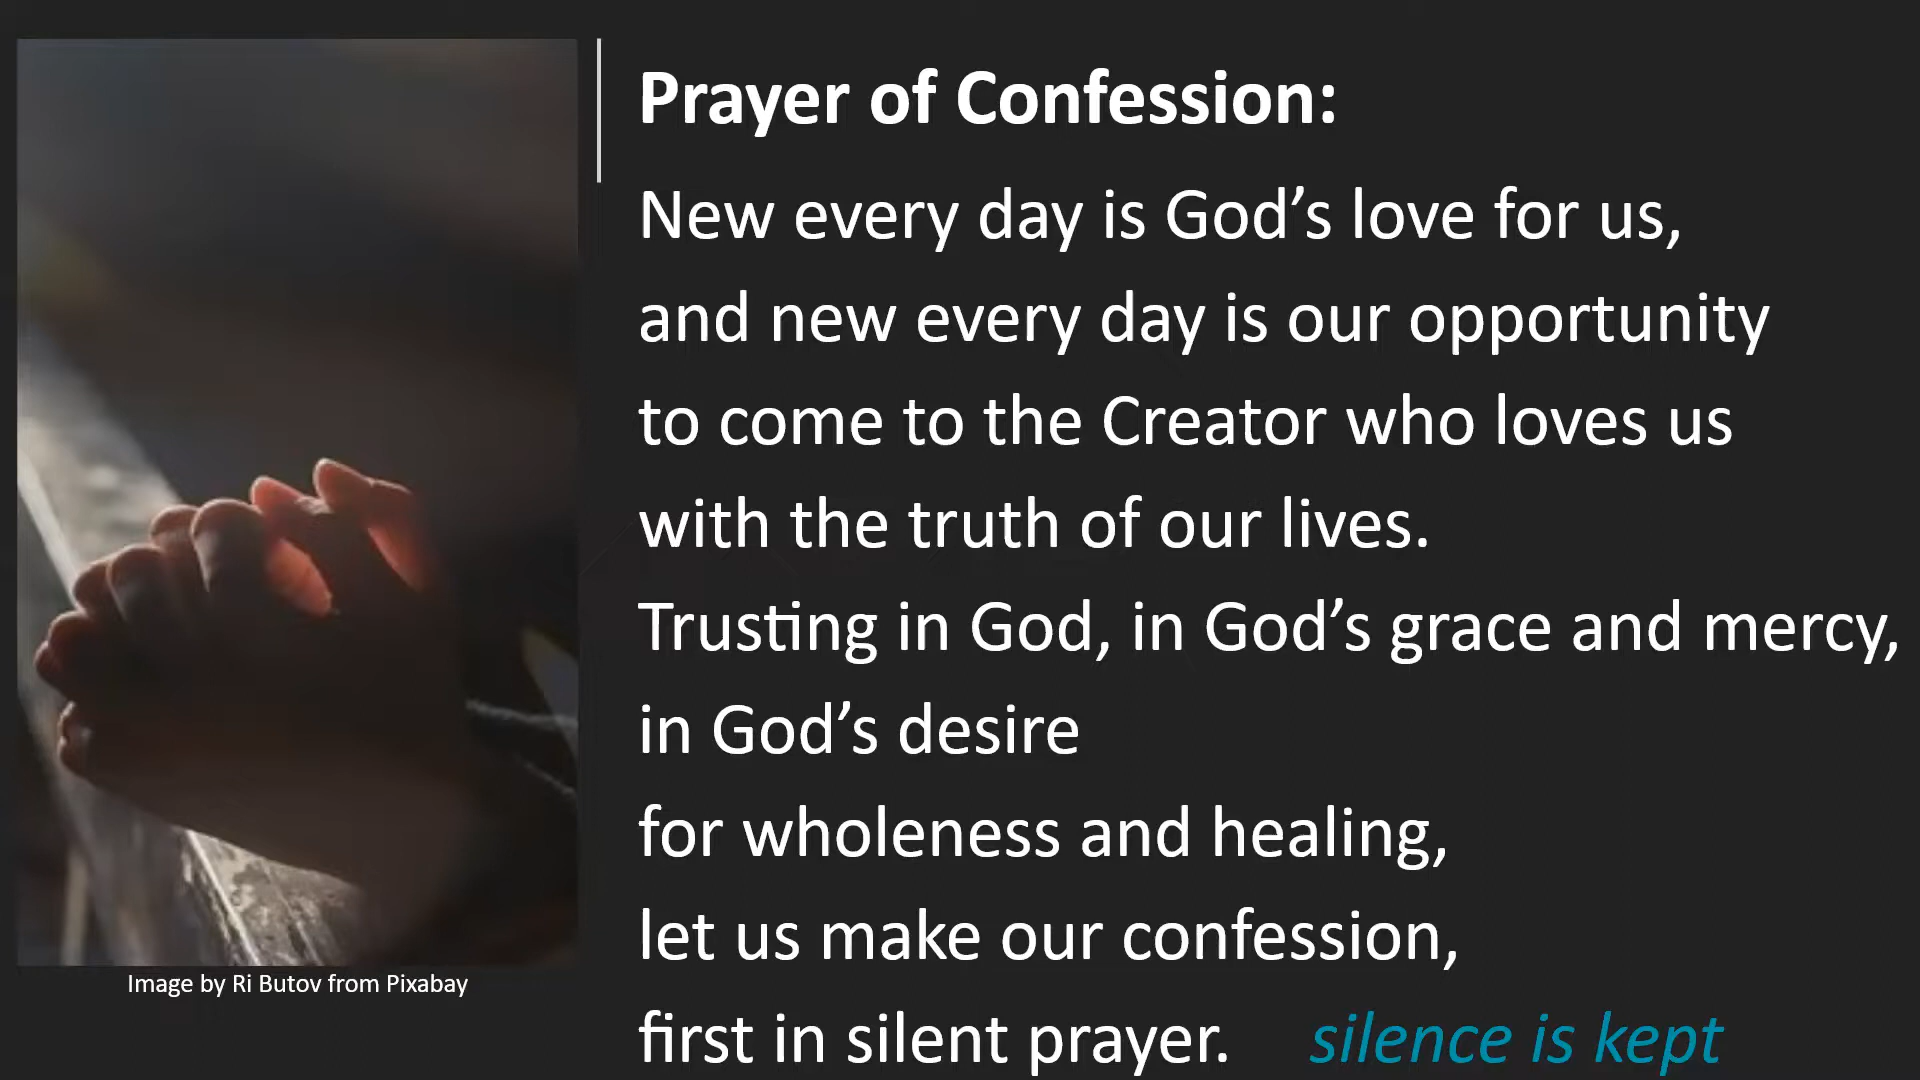 Prayer of Confession:
New every day is God’s love for us,
and new every day is our opportunity
to come to the Creator who loves us
with the truth of our lives.
Trusting in God, in God’s grace and mercy,
in God’s desire
for wholeness and healing,
let us make our confession,
first in silent prayer. silence is kept
Image by Ri Butov from Pixabay